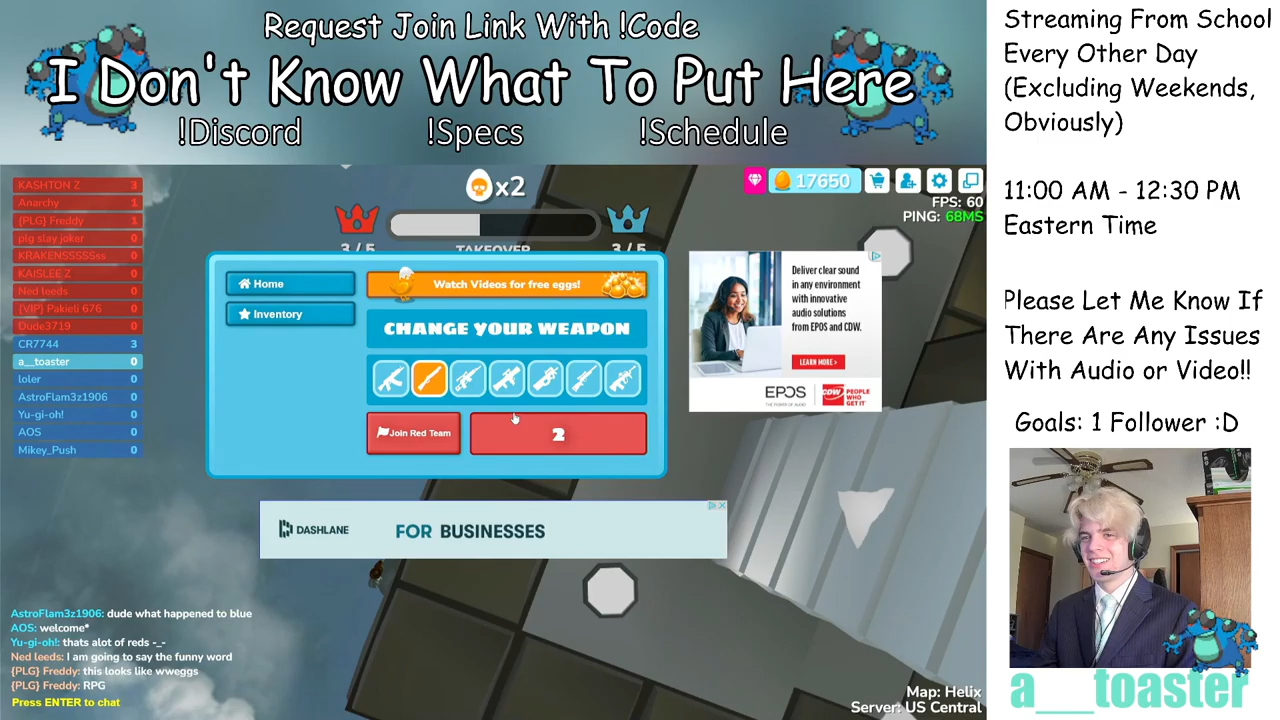 Request Join Link With !Code
I Don't Know What To Put Here
!Discord !Specs !Schedule
Streaming From School
Every Other Day
(Excluding Weekends,
Obviously)
11:00 AM - 12:30 PM
Eastern Time
Please Let Me Know If
There Are Any Issues
With Audio or Video!!
Goals: 1 Follower :D
a__toaster
KASHTON Z 3
Anarchy 1
{PLG} Freddy 1
plg slay joker 0
KRAKENSSSSSss 0
KAISLEE Z 0
Ned leeds 0
{VIP} Pakieli 676 0
Dude3719 0
CR7744 3
a__toaster 0
loler 0
AstroFlam3z1906 0
Yu-gi-oh! 0
AOS 0
Mikey_Push 0
x2
3/5 TAKEOVER 3/5
17650
FPS: 60
PING: 68MS
Home
Inventory
Watch Videos for free eggs!
CHANGE YOUR WEAPON
Join Red Team
2
Deliver clear sound
in any environment
with innovative
audio solutions
from EPOS and CDW.
LEARN MORE ›
EPOS
THE POWER OF AUDIO
CDW PEOPLE
WHO
GET IT
DASHLANE FOR BUSINESSES
AstroFlam3z1906: dude what happened to blue
AOS: welcome*
Yu-gi-oh!: thats alot of reds -_-
Ned leeds: I am going to say the funny word
{PLG} Freddy: this looks like wweggs
{PLG} Freddy: RPG
Press ENTER to chat
Map: Helix
Server: US Central